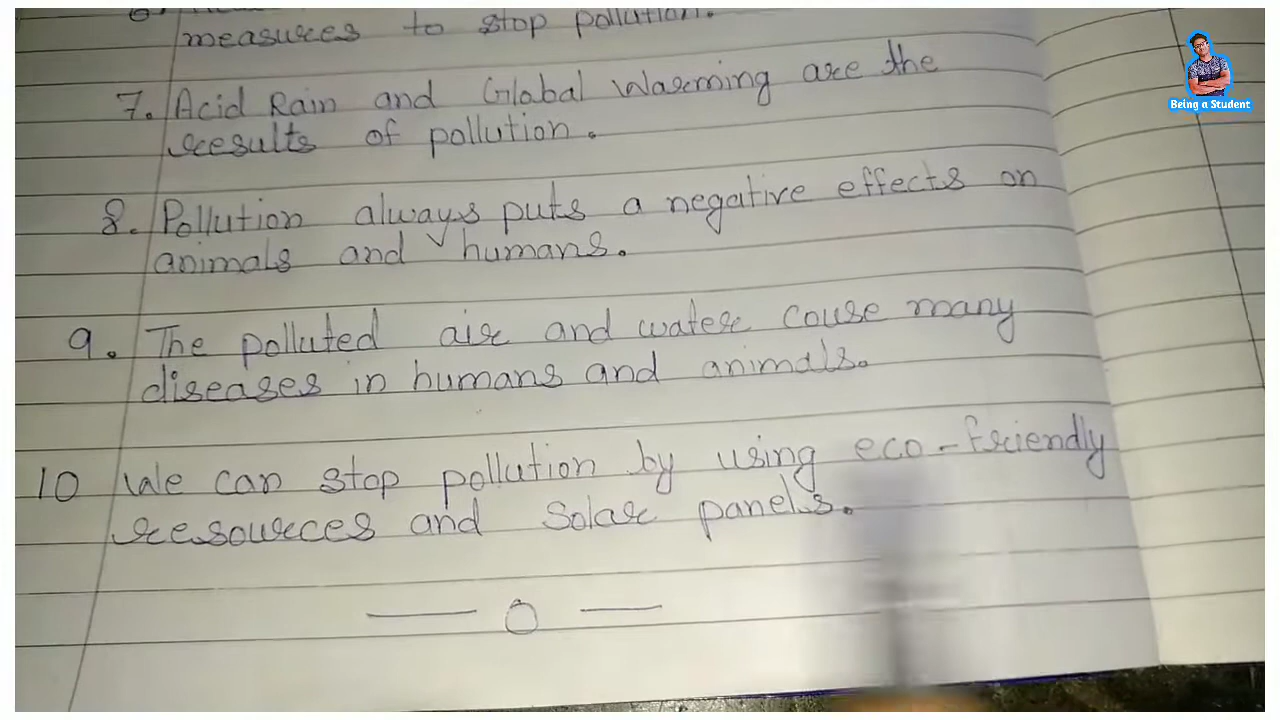 measures to stop pollution.
7. Acid Rain and Global Warming are the
results of pollution.
8. Pollution always puts a negative effects on
animals and humans.
9. The polluted air and water couse many
diseases in humans and animals.
10 We can stop pollution by using eco-friendly
resources and Solar panels.
— 0 —
Being a Student